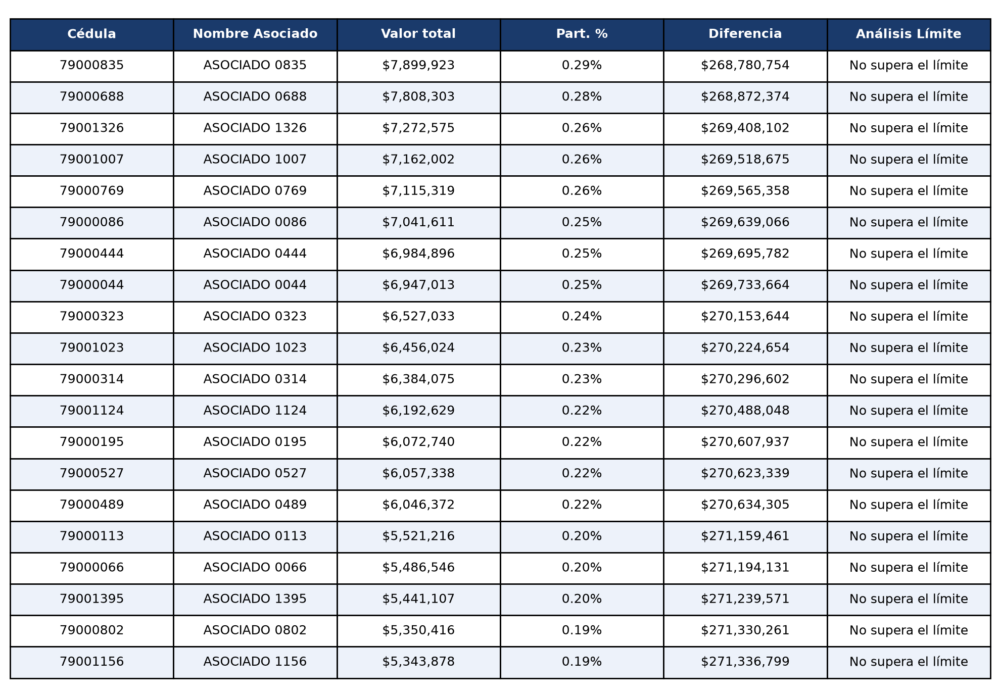 Cédula Nombre Asociado Valor total Part. % Diferencia Análisis Límite
79000835 ASOCIADO 0835 $7,899,923 0.29% $268,780,754 No supera el límite
79000688 ASOCIADO 0688 $7,808,303 0.28% $268,872,374 No supera el límite
79001326 ASOCIADO 1326 $7,272,575 0.26% $269,408,102 No supera el límite
79001007 ASOCIADO 1007 $7,162,002 0.26% $269,518,675 No supera el límite
79000769 ASOCIADO 0769 $7,115,319 0.26% $269,565,358 No supera el límite
79000086 ASOCIADO 0086 $7,041,611 0.25% $269,639,066 No supera el límite
79000444 ASOCIADO 0444 $6,984,896 0.25% $269,695,782 No supera el límite
79000044 ASOCIADO 0044 $6,947,013 0.25% $269,733,664 No supera el límite
79000323 ASOCIADO 0323 $6,527,033 0.24% $270,153,644 No supera el límite
79001023 ASOCIADO 1023 $6,456,024 0.23% $270,224,654 No supera el límite
79000314 ASOCIADO 0314 $6,384,075 0.23% $270,296,602 No supera el límite
79001124 ASOCIADO 1124 $6,192,629 0.22% $270,488,048 No supera el límite
79000195 ASOCIADO 0195 $6,072,740 0.22% $270,607,937 No supera el límite
79000527 ASOCIADO 0527 $6,057,338 0.22% $270,623,339 No supera el límite
79000489 ASOCIADO 0489 $6,046,372 0.22% $270,634,305 No supera el límite
79000113 ASOCIADO 0113 $5,521,216 0.20% $271,159,461 No supera el límite
79000066 ASOCIADO 0066 $5,486,546 0.20% $271,194,131 No supera el límite
79001395 ASOCIADO 1395 $5,441,107 0.20% $271,239,571 No supera el límite
79000802 ASOCIADO 0802 $5,350,416 0.19% $271,330,261 No supera el límite
79001156 ASOCIADO 1156 $5,343,878 0.19% $271,336,799 No supera el límite